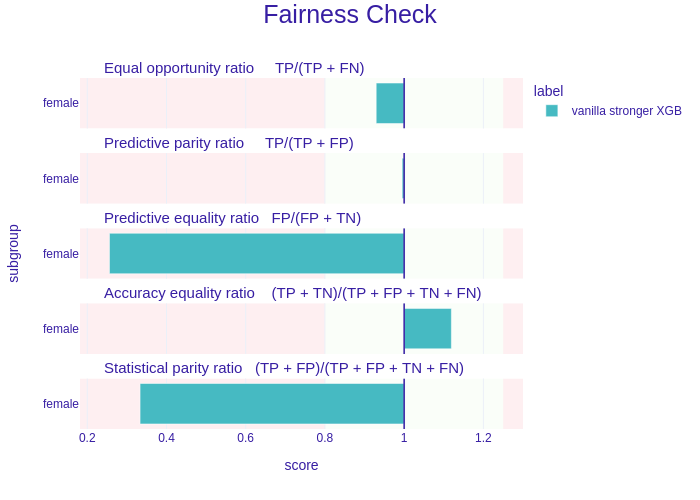 Fairness Check
Equal opportunity ratio TP/(TP + FN)
female
label
vanilla stronger XGB
Predictive parity ratio TP/(TP + FP)
female
Predictive equality ratio FP/(FP + TN)
female
subgroup
Accuracy equality ratio (TP + TN)/(TP + FP + TN + FN)
female
Statistical parity ratio (TP + FP)/(TP + FP + TN + FN)
female
0.2 0.4 0.6 0.8 1 1.2
score